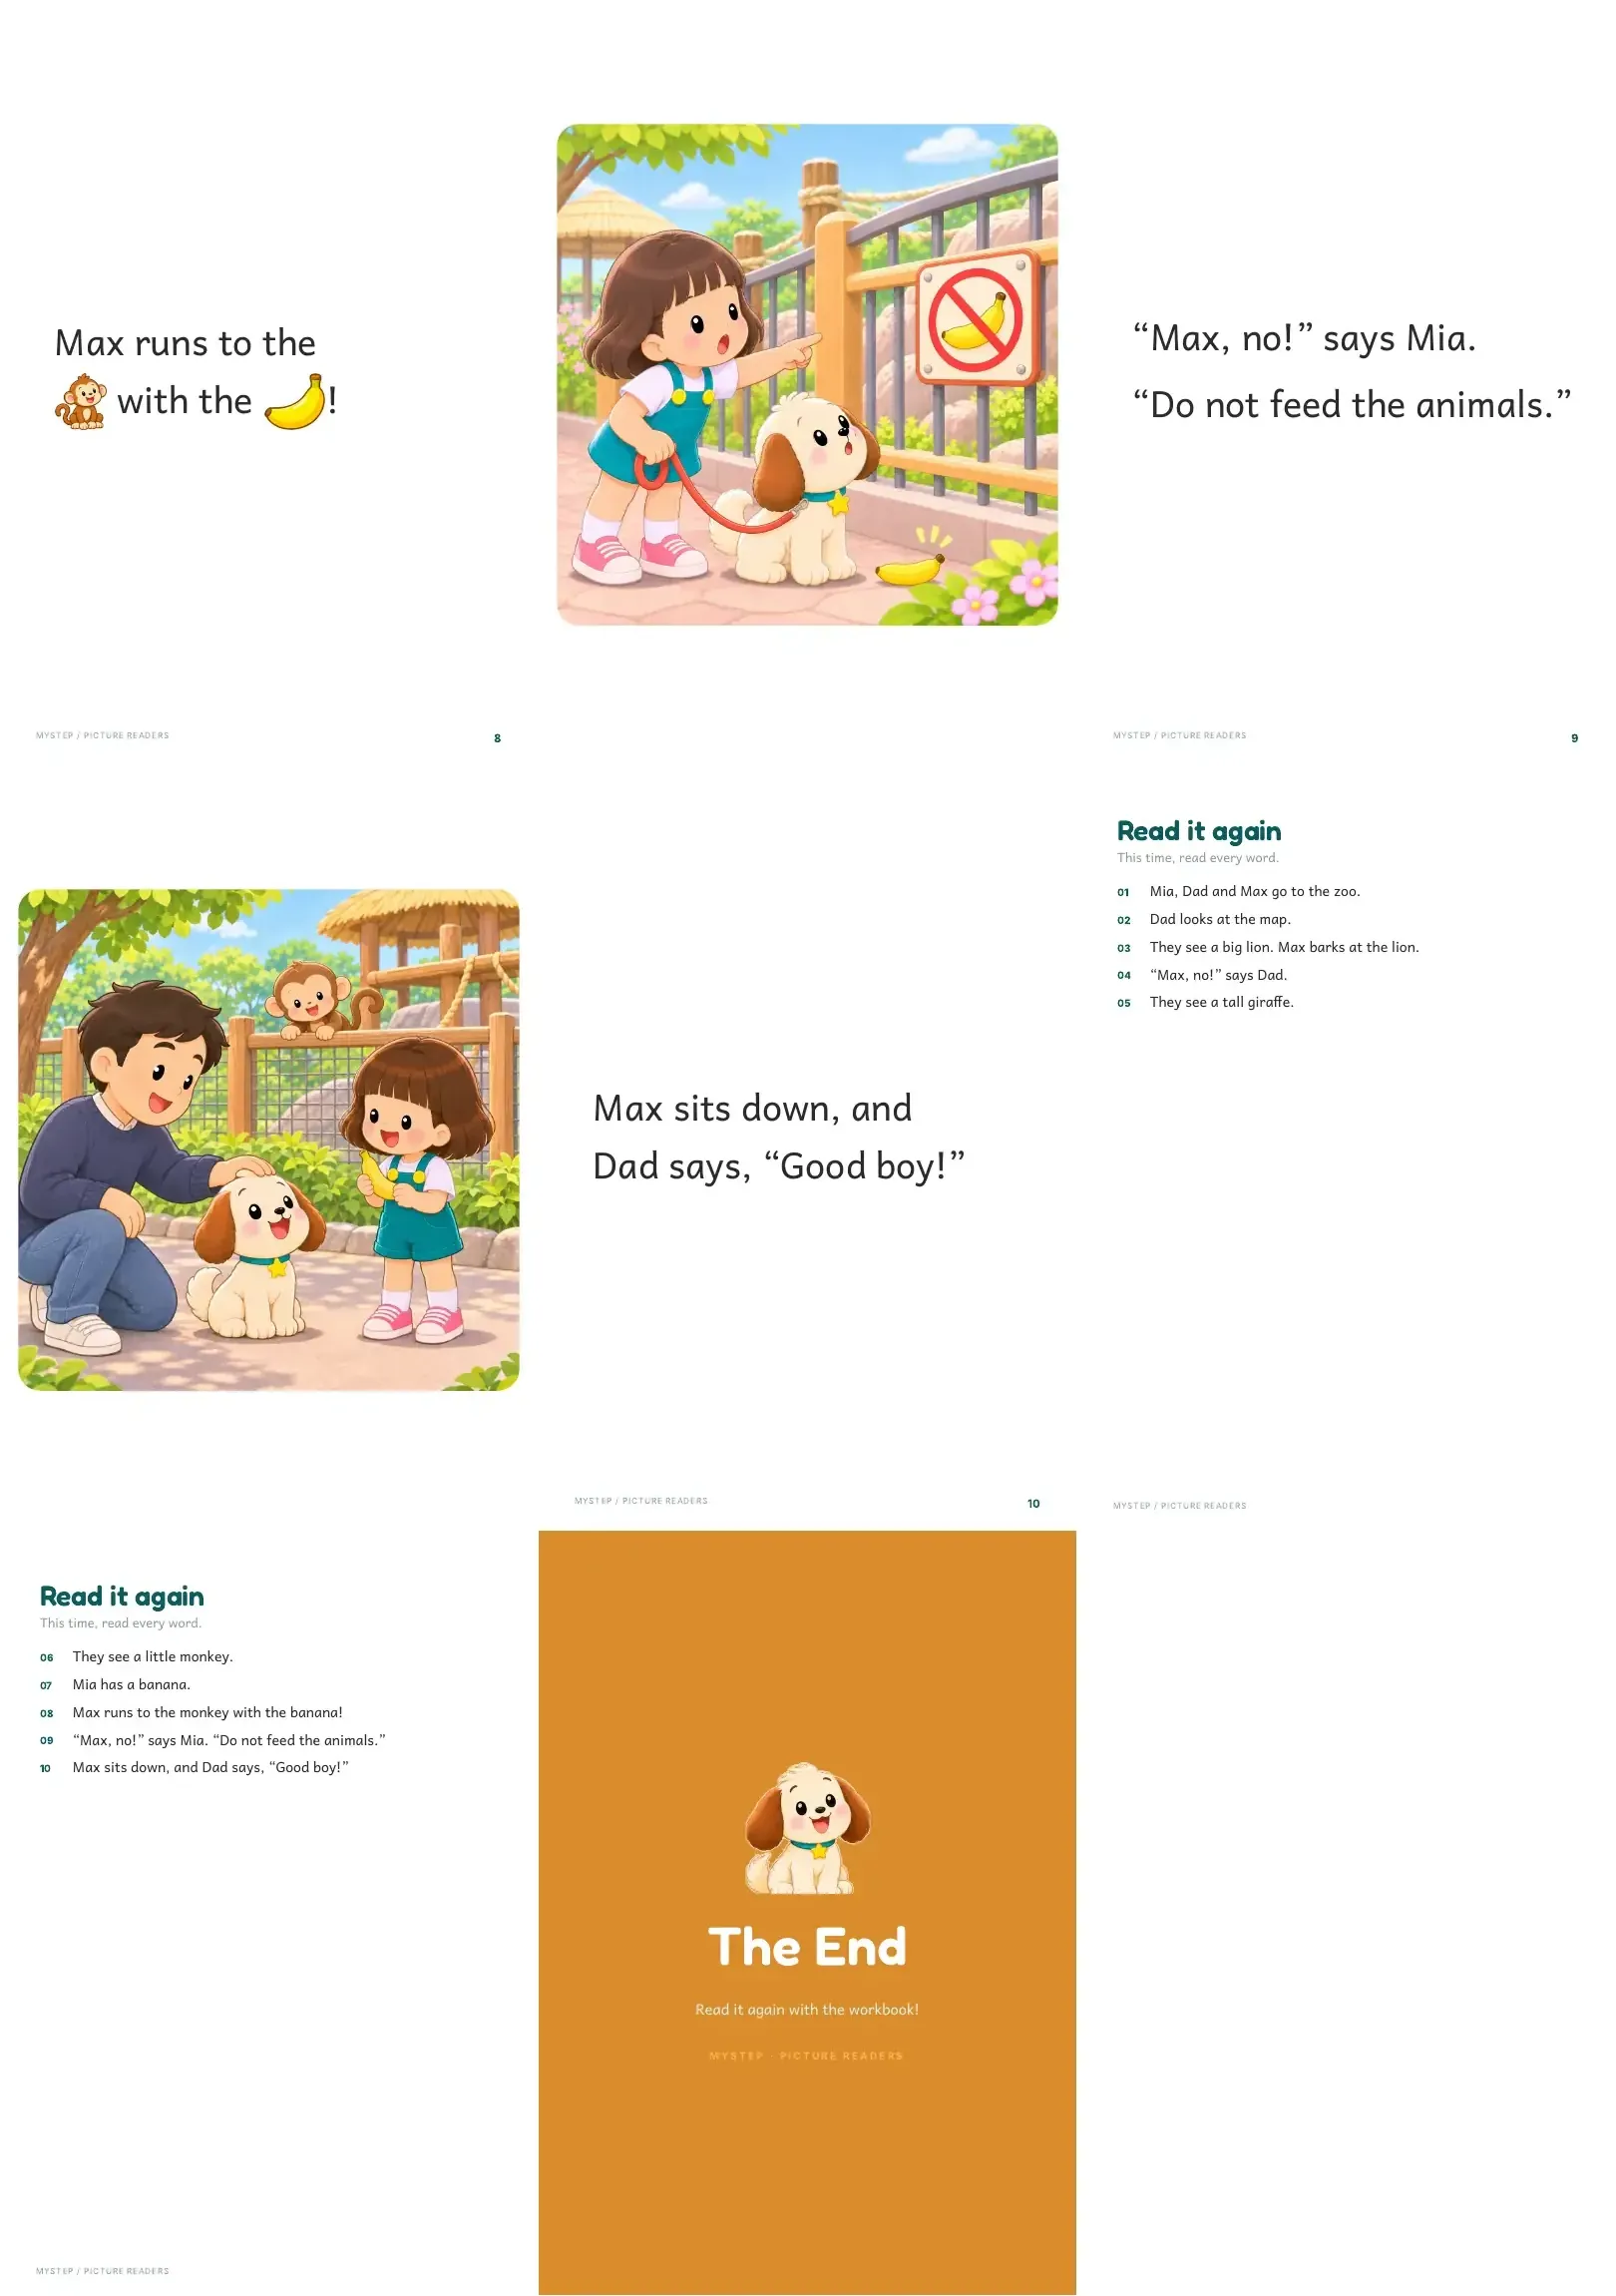 Max runs to the
with the !
MYSTEP / PICTURE READERS
8
“Max, no!” says Mia.
“Do not feed the animals.”
MYSTEP / PICTURE READERS
9
Max sits down, and
Dad says, “Good boy!”
MYSTEP / PICTURE READERS
10
Read it again
This time, read every word.
01 Mia, Dad and Max go to the zoo.
02 Dad looks at the map.
03 They see a big lion. Max barks at the lion.
04 “Max, no!” says Dad.
05 They see a tall giraffe.
MYSTEP / PICTURE READERS
Read it again
This time, read every word.
06 They see a little monkey.
07 Mia has a banana.
08 Max runs to the monkey with the banana!
09 “Max, no!” says Mia. “Do not feed the animals.”
10 Max sits down, and Dad says, “Good boy!”
MYSTEP / PICTURE READERS
The End
Read it again with the workbook!
MYSTEP · PICTURE READERS